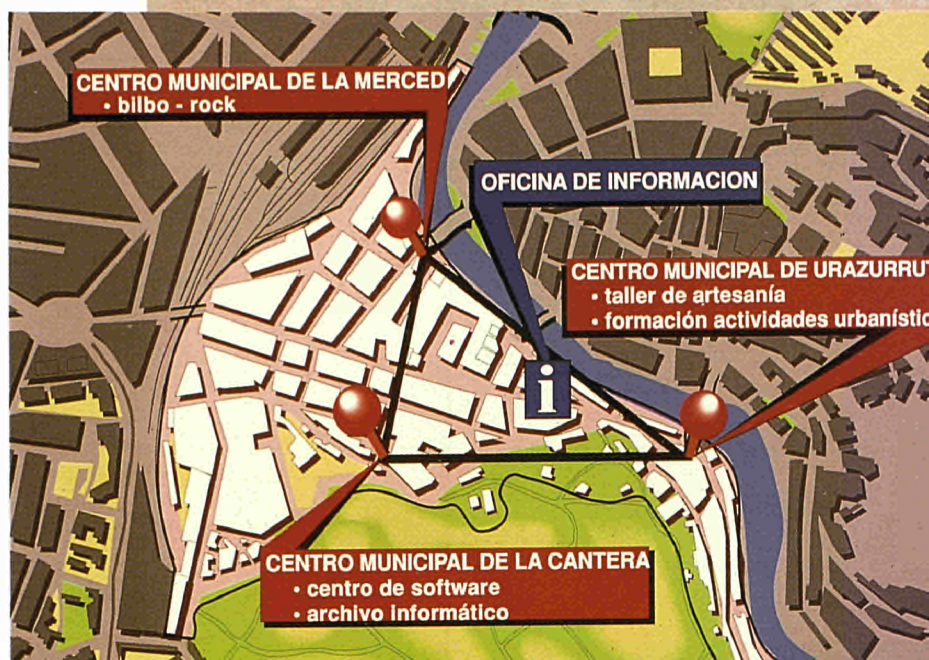 CENTRO MUNICIPAL DE LA MERCED
• bilbo - rock
OFICINA DE INFORMACION
CENTRO MUNICIPAL DE URAZURRUT
• taller de artesanía
• formación actividades urbanístic
i
CENTRO MUNICIPAL DE LA CANTERA
• centro de software
• archivo informático